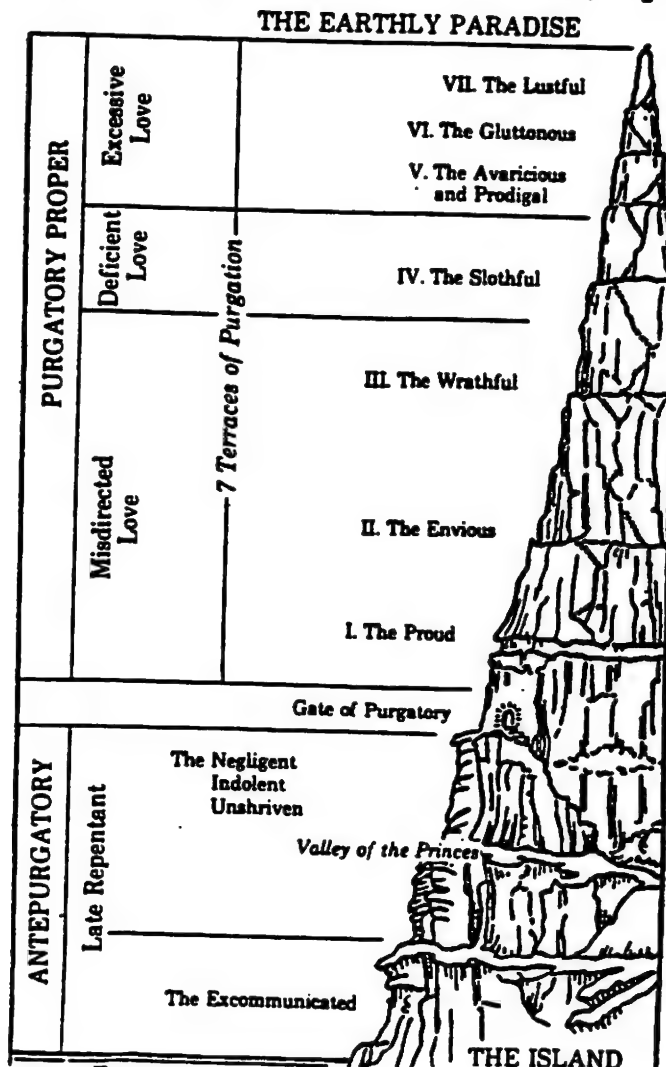 THE EARTHLY PARADISE
PURGATORY PROPER
Excessive
Love
VII. The Lustful
VI. The Gluttonous
V. The Avaricious
and Prodigal
Deficient
Love
7 Terraces of Purgation
IV. The Slothful
Misdirected
Love
III. The Wrathful
II. The Envious
I. The Proud
Gate of Purgatory
ANTEPURGATORY
Late Repentant
The Negligent
Indolent
Unshriven
Valley of the Princes
The Excommunicated
THE ISLAND